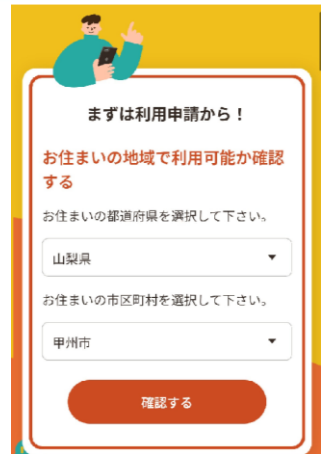 まずは利用申請から！
お住まいの地域で利用可能か確認
する
お住まいの都道府県を選択して下さい。
山梨県
お住まいの市区町村を選択して下さい。
甲州市
確認する